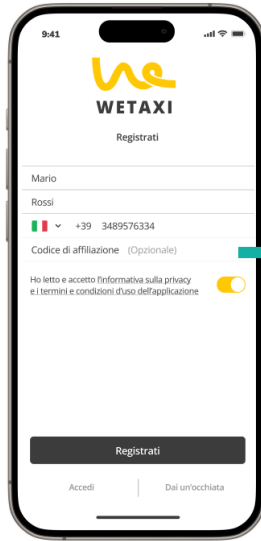 9:41
WETAXI
Registrati
Mario
Rossi
+39 3489576334
Codice di affiliazione (Opzionale)
Ho letto e accetto l'informativa sulla privacy
e i termini e condizioni d'uso dell'applicazione
Registrati
Accedi Dai un'occhiata